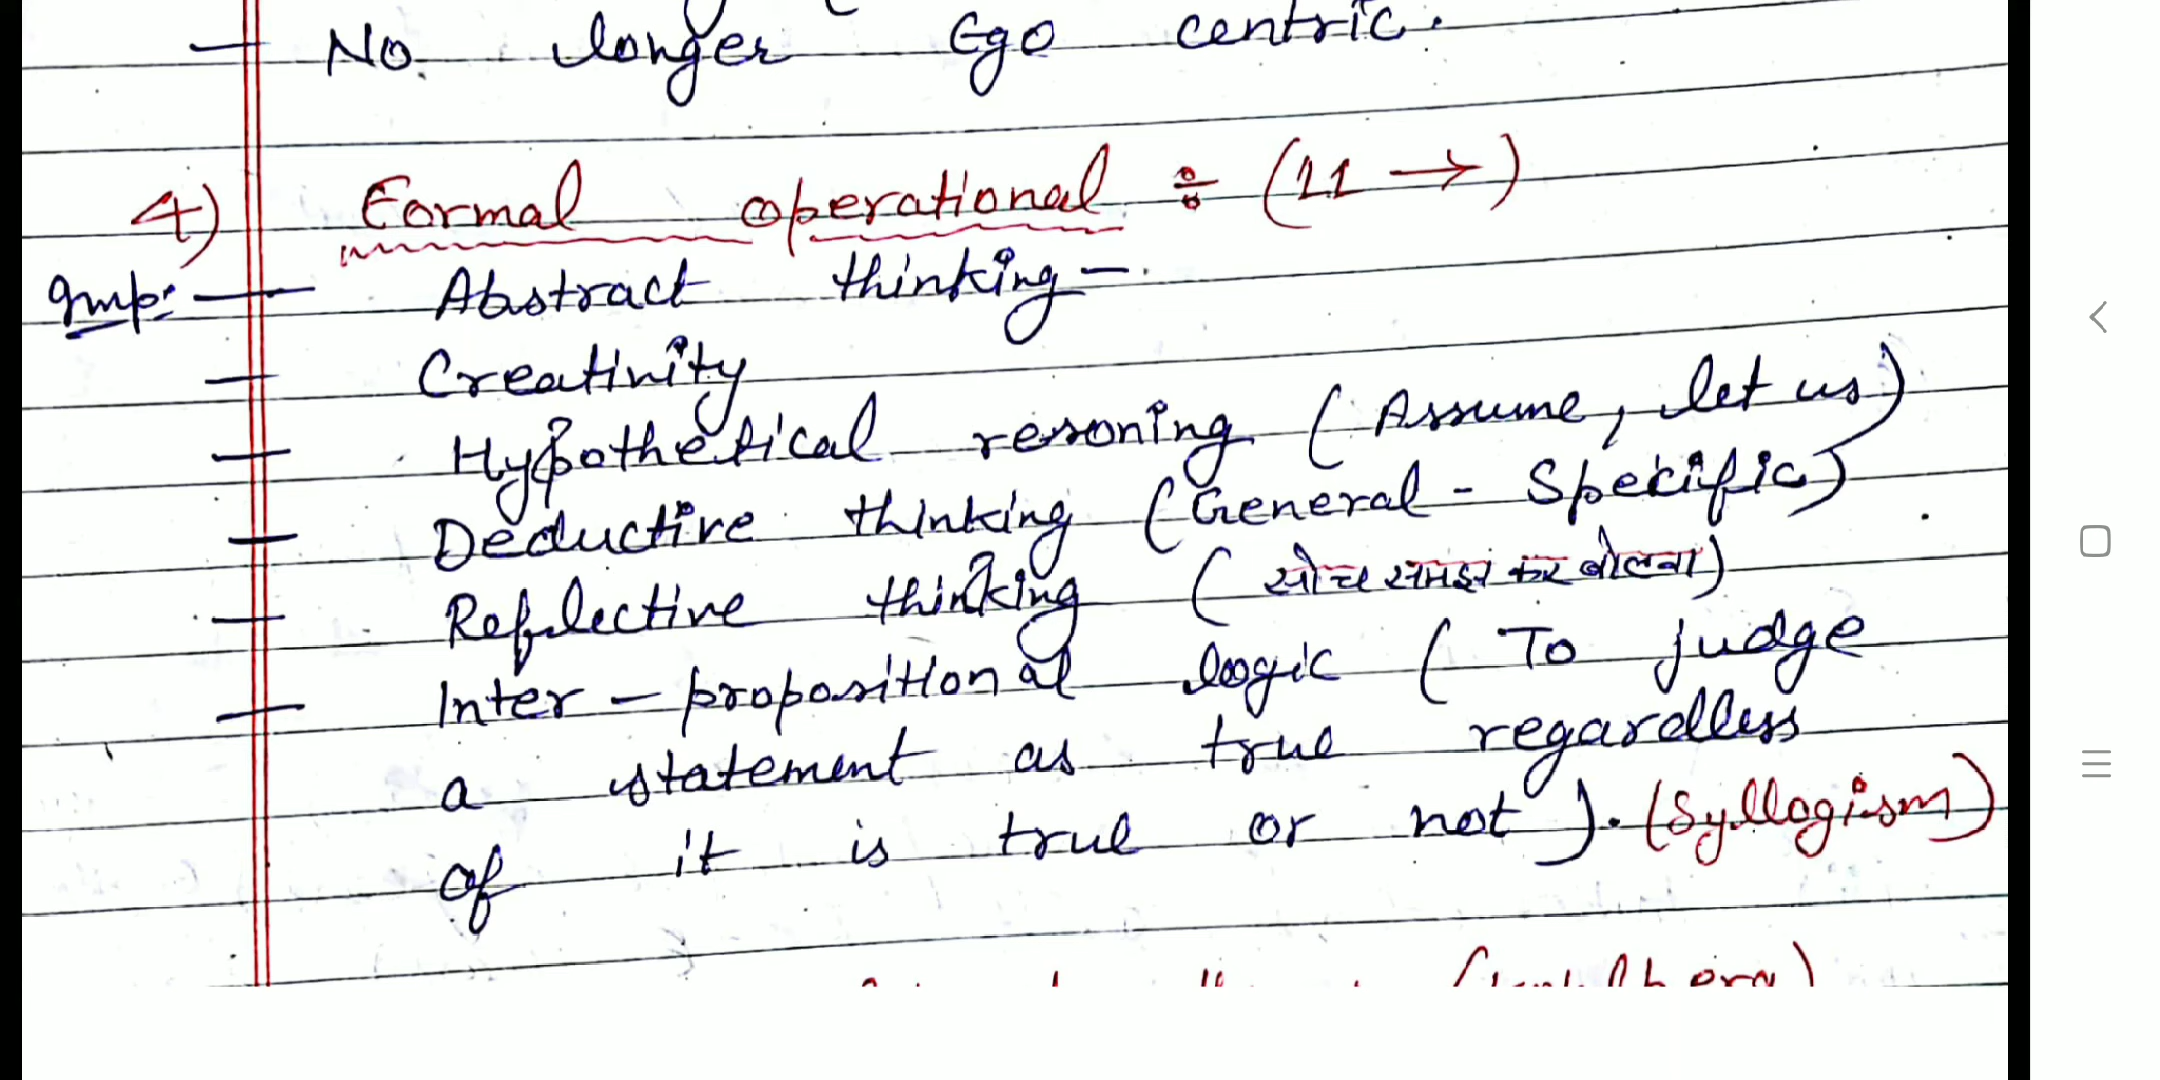 — No longer Ego centric.
4) Formal operational ÷ (11 →)
Imp: — Abstract thinking –
— Creativity
— Hypothetical resoning (Assume, let us)
— Deductive thinking (General - Specific)
— Reflective thinking (सोच समझ कर बोलना)
— Inter – propositional logic (To judge
a statement as true regardless
of it is true or not). (Syllogism)